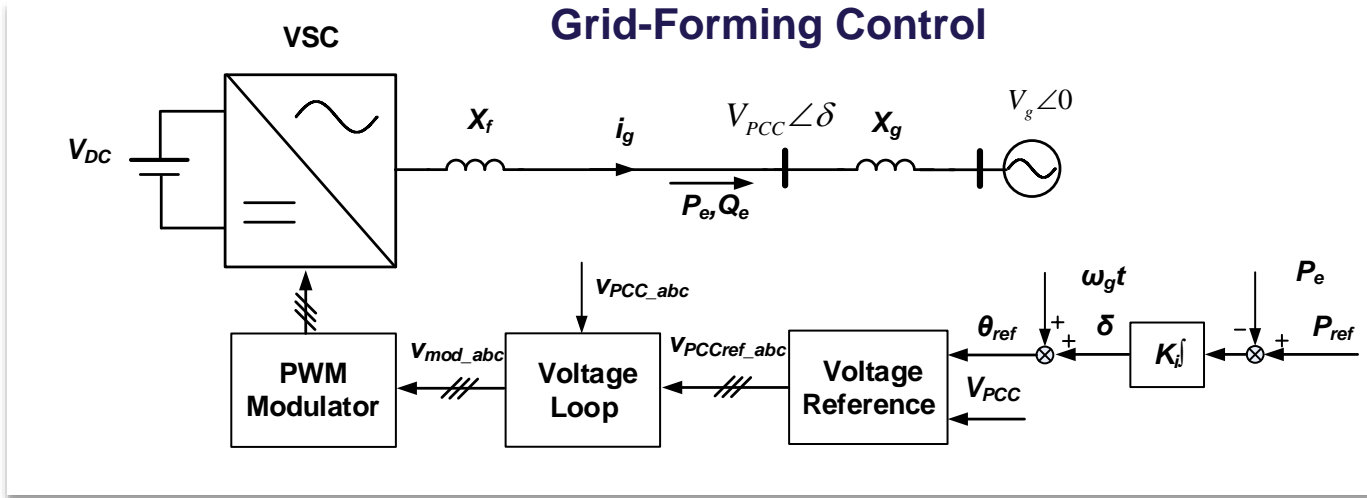 Grid-Forming Control
VSC
V_DC
X_f
i_g
V_PCC∠δ
X_g
V_g∠0
P_e,Q_e
v_PCC_abc
ω_gt
P_e
θ_ref
+
+
δ
K_i∫
−
+
P_ref
PWM
Modulator
v_mod_abc
Voltage
Loop
v_PCCref_abc
Voltage
Reference
V_PCC